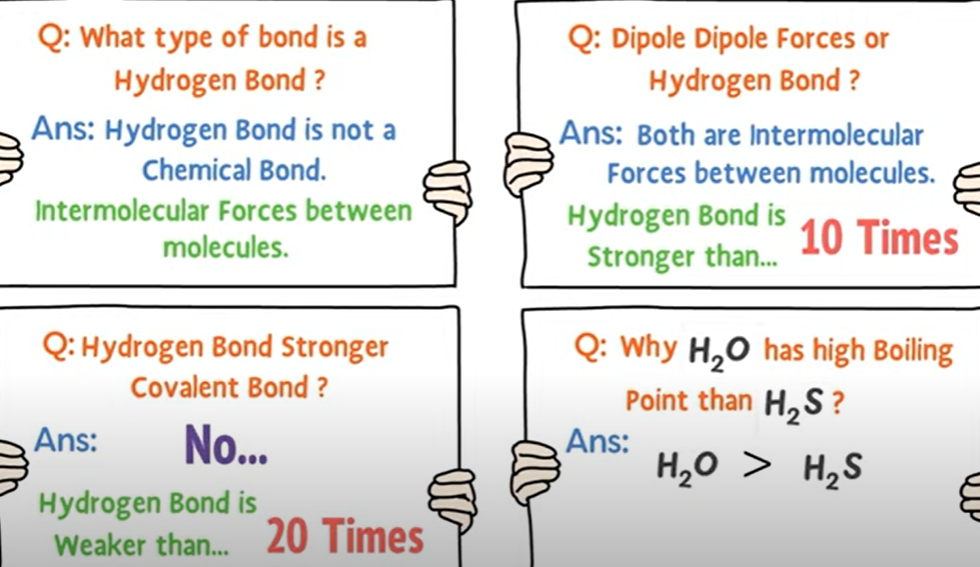 Q: What type of bond is a
Hydrogen Bond ?
Ans: Hydrogen Bond is not a
Chemical Bond.
Intermolecular Forces between
molecules.
Q: Dipole Dipole Forces or
Hydrogen Bond ?
Ans: Both are Intermolecular
Forces between molecules.
Hydrogen Bond is
Stronger than... 10 Times
Q: Hydrogen Bond Stronger
Covalent Bond ?
Ans: No...
Hydrogen Bond is
Weaker than... 20 Times
Q: Why H₂O has high Boiling
Point than H₂S ?
Ans:
H₂O > H₂S